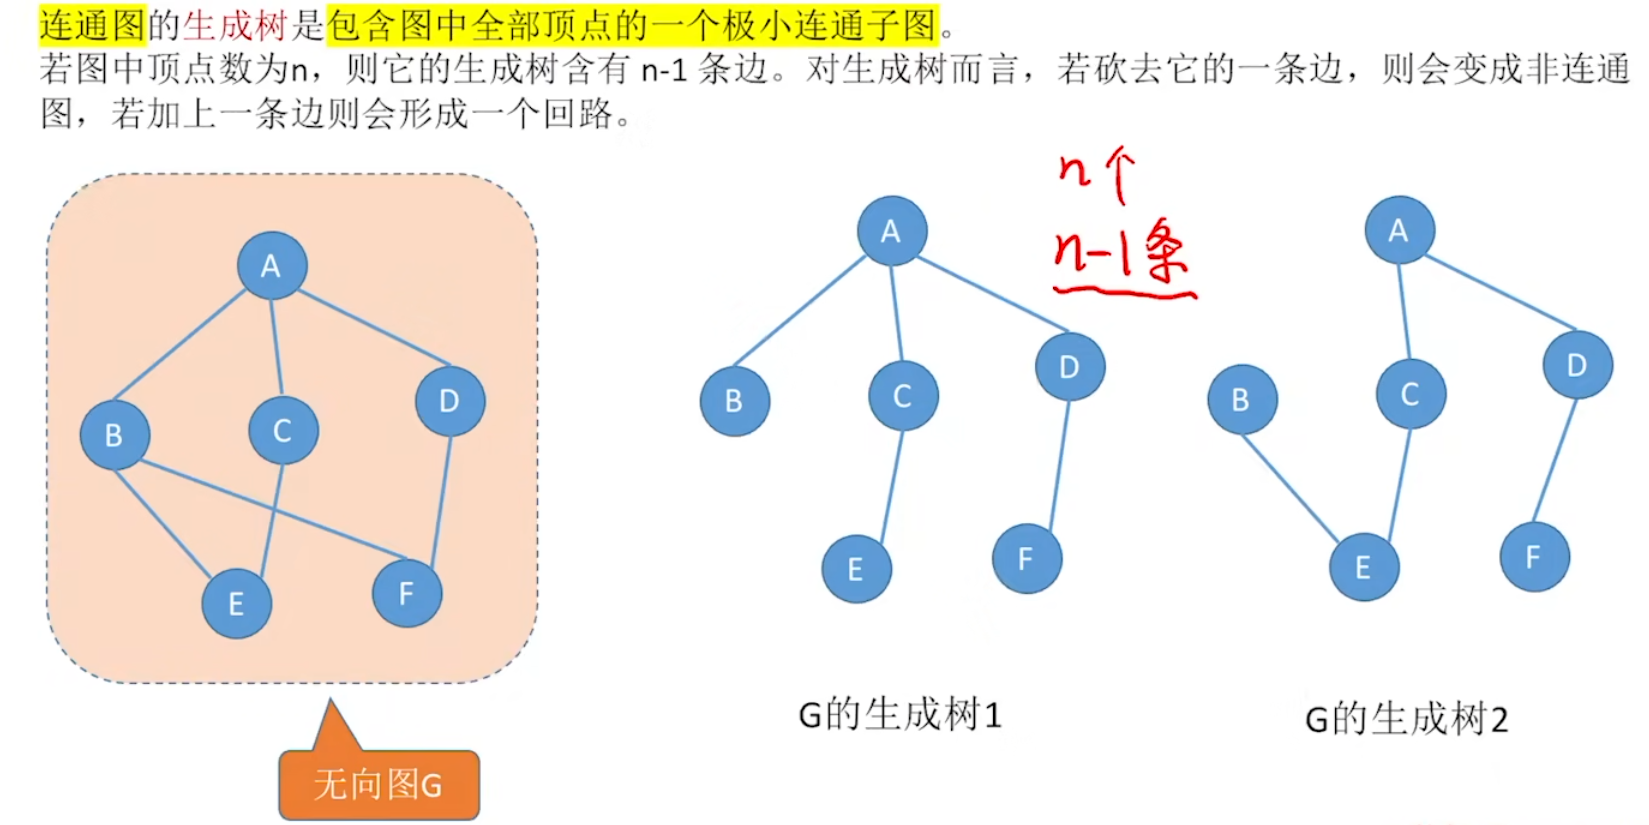 连通图的生成树是包含图中全部顶点的一个极小连通子图。
若图中顶点数为n，则它的生成树含有 n-1 条边。对生成树而言，若砍去它的一条边，则会变成非连通
图，若加上一条边则会形成一个回路。
n个
n-1条
A
B
C
D
E
F
无向图G
A
B
C
D
E
F
G的生成树1
A
B
C
D
E
F
G的生成树2